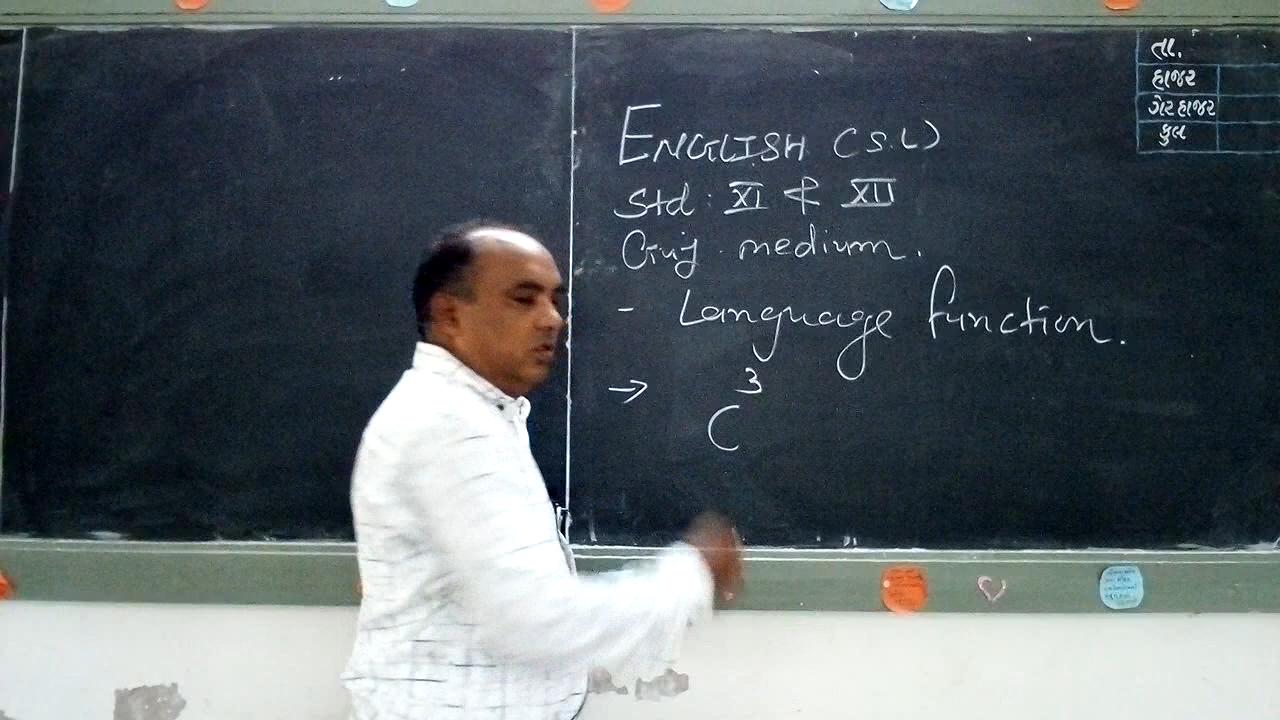 ENGLISH (S.L)
Std : XI & XII
Guj. medium.
- Language function.
→ C³
તા.
હાજર
ગેરહાજર
કુલ